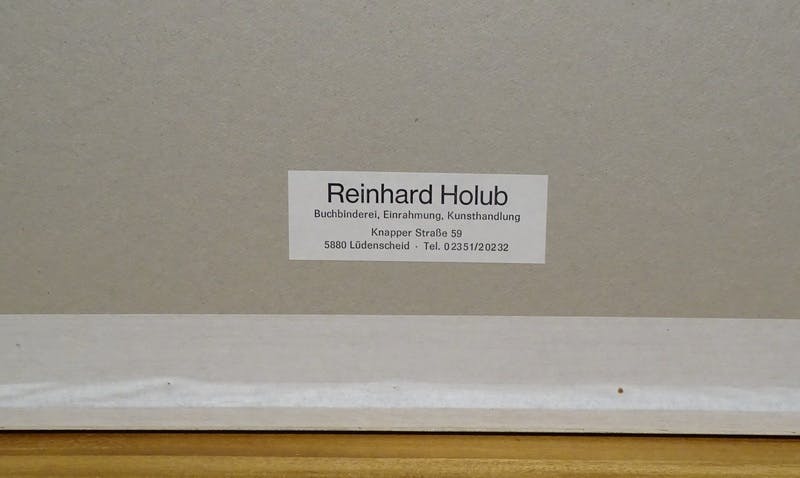 Reinhard Holub
Buchbinderei, Einrahmung, Kunsthandlung
Knapper Straße 59
5880 Lüdenscheid · Tel. 02351/20232